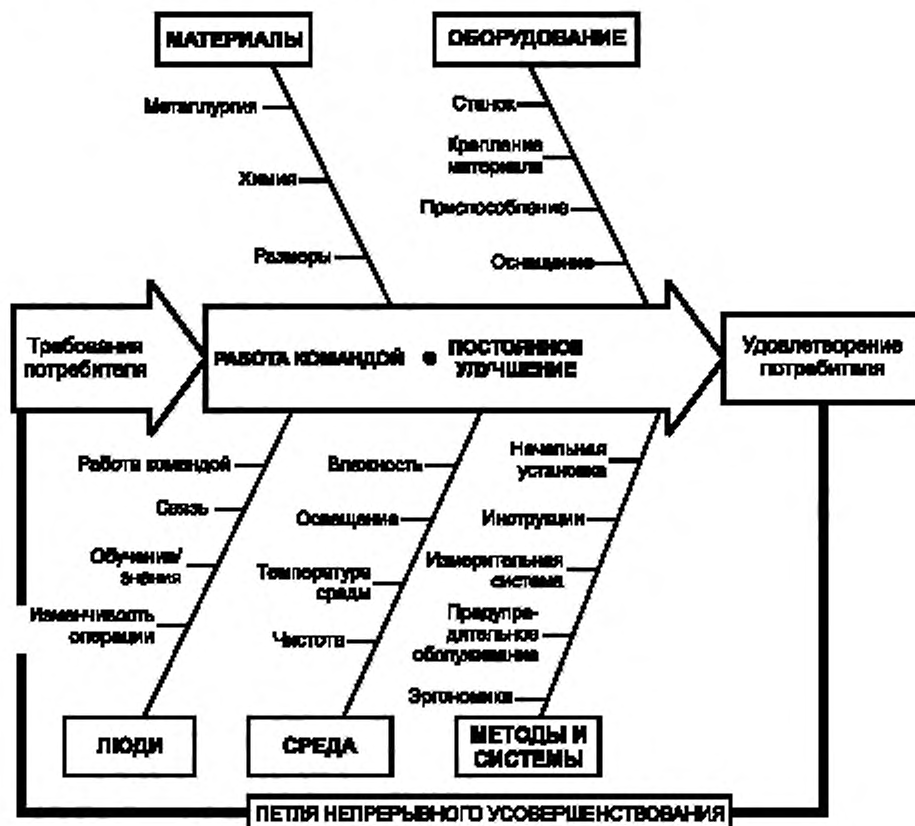 МАТЕРИАЛЫ
ОБОРУДОВАНИЕ
Металлургия
Химия
Размеры
Станок
Крепление
материала
Приспособление
Оснащение
Требования
потребителя
РАБОТА КОМАНДОЙ • ПОСТОЯННОЕ
УЛУЧШЕНИЕ
Удовлетворение
потребителя
Работа командой
Связь
Обучение/
знания
Изменчивость
операции
Влажность
Освещение
Температура
среды
Чистота
Начальная
установка
Инструкции
Измерительная
система
Предупре-
дительное
обслуживание
Эргономика
ЛЮДИ
СРЕДА
МЕТОДЫ И
СИСТЕМЫ
ПЕТЛЯ НЕПРЕРЫВНОГО УСОВЕРШЕНСТВОВАНИЯ